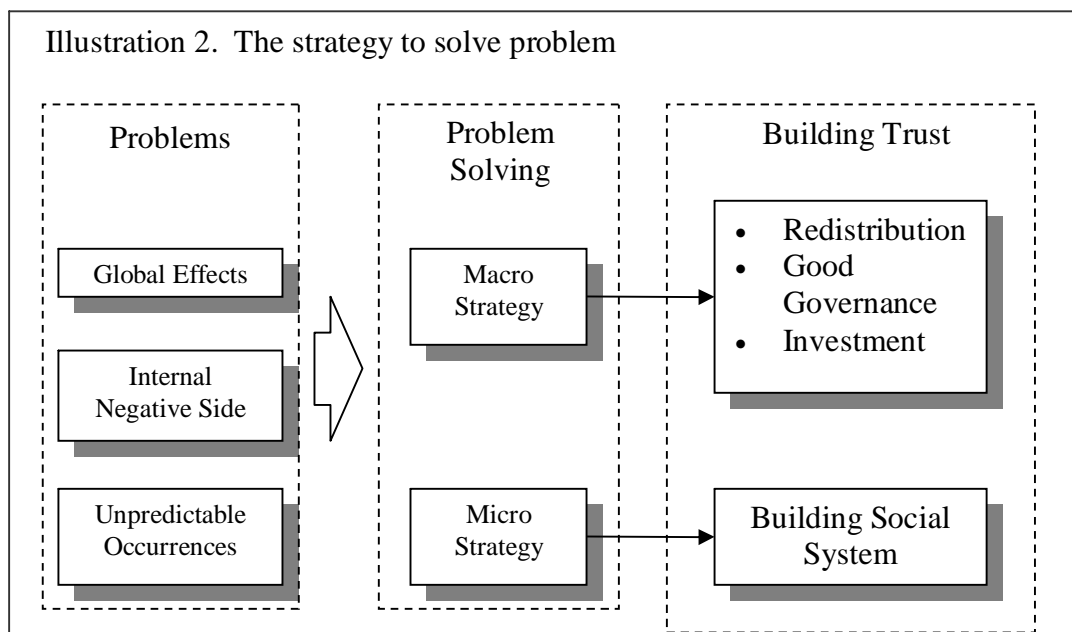 Illustration 2.  The strategy to solve problem
Problems
Global Effects
Internal
Negative Side
Unpredictable
Occurrences
Problem
Solving
Macro
Strategy
Micro
Strategy
Building Trust
• Redistribution
• Good
Governance
• Investment
Building Social
System